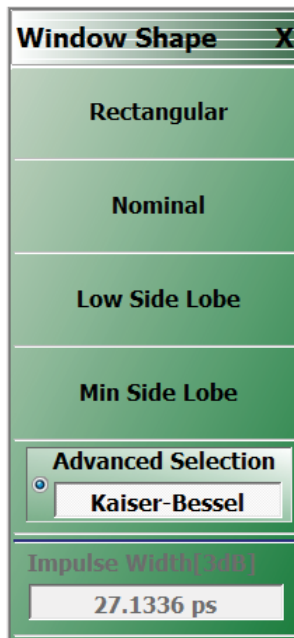 Window Shape X
Rectangular
Nominal
Low Side Lobe
Min Side Lobe
Advanced Selection
Kaiser-Bessel
Impulse Width[3dB]
27.1336 ps